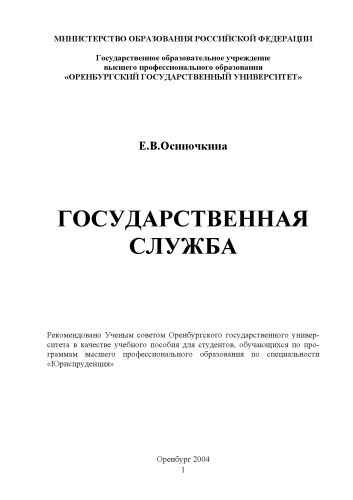 МИНИСТЕРСТВО ОБРАЗОВАНИЯ РОССИЙСКОЙ ФЕДЕРАЦИИ
Государственное образовательное учреждение
высшего профессионального образования
«ОРЕНБУРГСКИЙ ГОСУДАРСТВЕННЫЙ УНИВЕРСИТЕТ»
Е.В.Осиночкина
ГОСУДАРСТВЕННАЯ
СЛУЖБА
Рекомендовано Ученым советом Оренбургского государственного универ-
ситета в качестве учебного пособия для студентов, обучающихся по про-
граммам высшего профессионального образования по специальности
«Юриспруденция»
Оренбург 2004
1